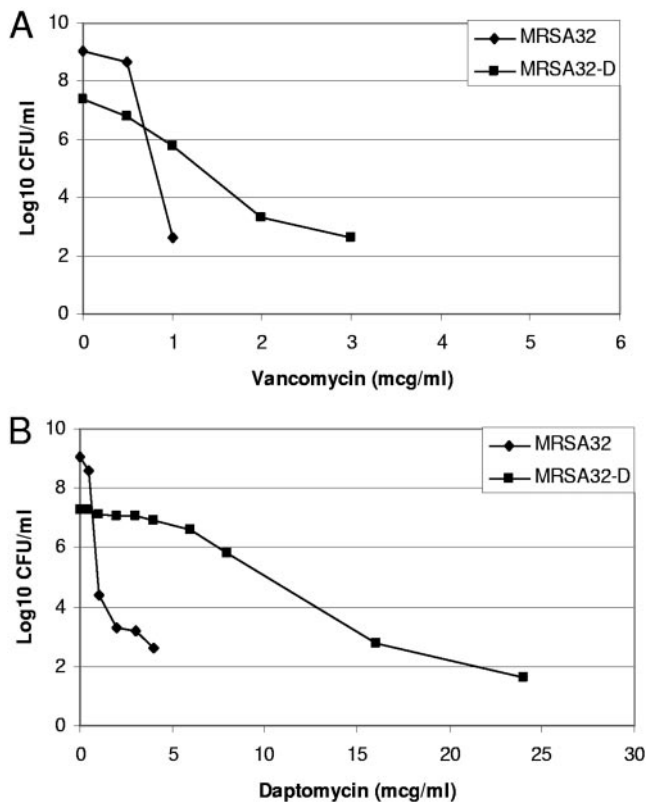 A
10
8
6
4
2
0
Log10 CFU/ml
MRSA32
MRSA32-D
0 1 2 3 4 5 6
Vancomycin (mcg/ml)
B
10
8
6
4
2
0
Log10 CFU/ml
MRSA32
MRSA32-D
0 5 10 15 20 25 30
Daptomycin (mcg/ml)